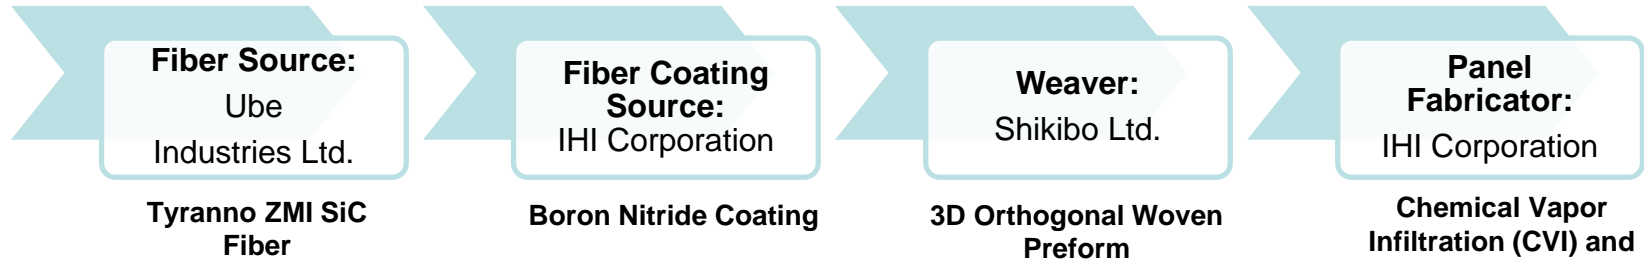 Fiber Source:
Ube
Industries Ltd.
Tyranno ZMI SiC
Fiber
Fiber Coating
Source:
IHI Corporation
Boron Nitride Coating
Weaver:
Shikibo Ltd.
3D Orthogonal Woven
Preform
Panel
Fabricator:
IHI Corporation
Chemical Vapor
Infiltration (CVI) and